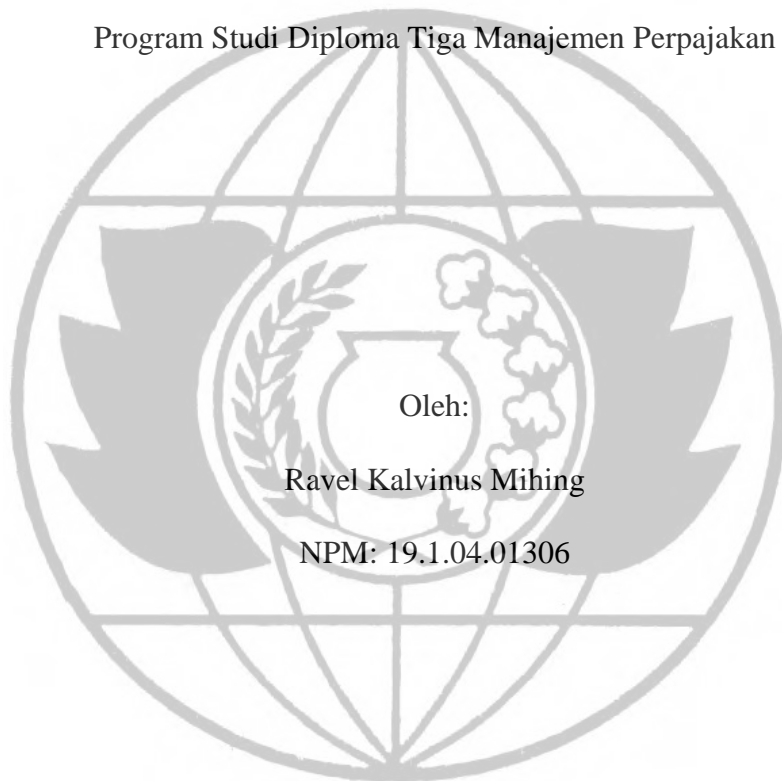 Program Studi Diploma Tiga Manajemen Perpajakan
Oleh:
Ravel Kalvinus Mihing
NPM: 19.1.04.01306